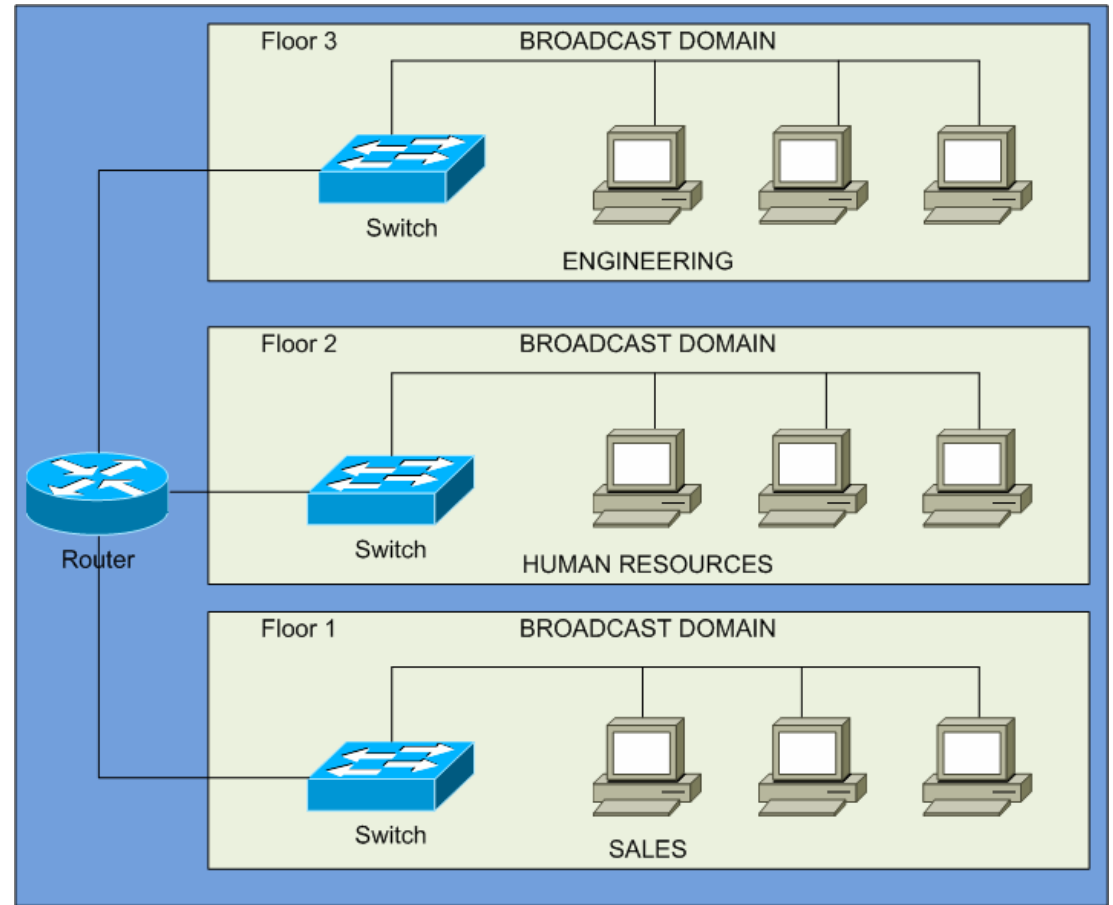 Floor 3
BROADCAST DOMAIN
Switch
ENGINEERING
Floor 2
BROADCAST DOMAIN
Switch
HUMAN RESOURCES
Router
Floor 1
BROADCAST DOMAIN
Switch
SALES